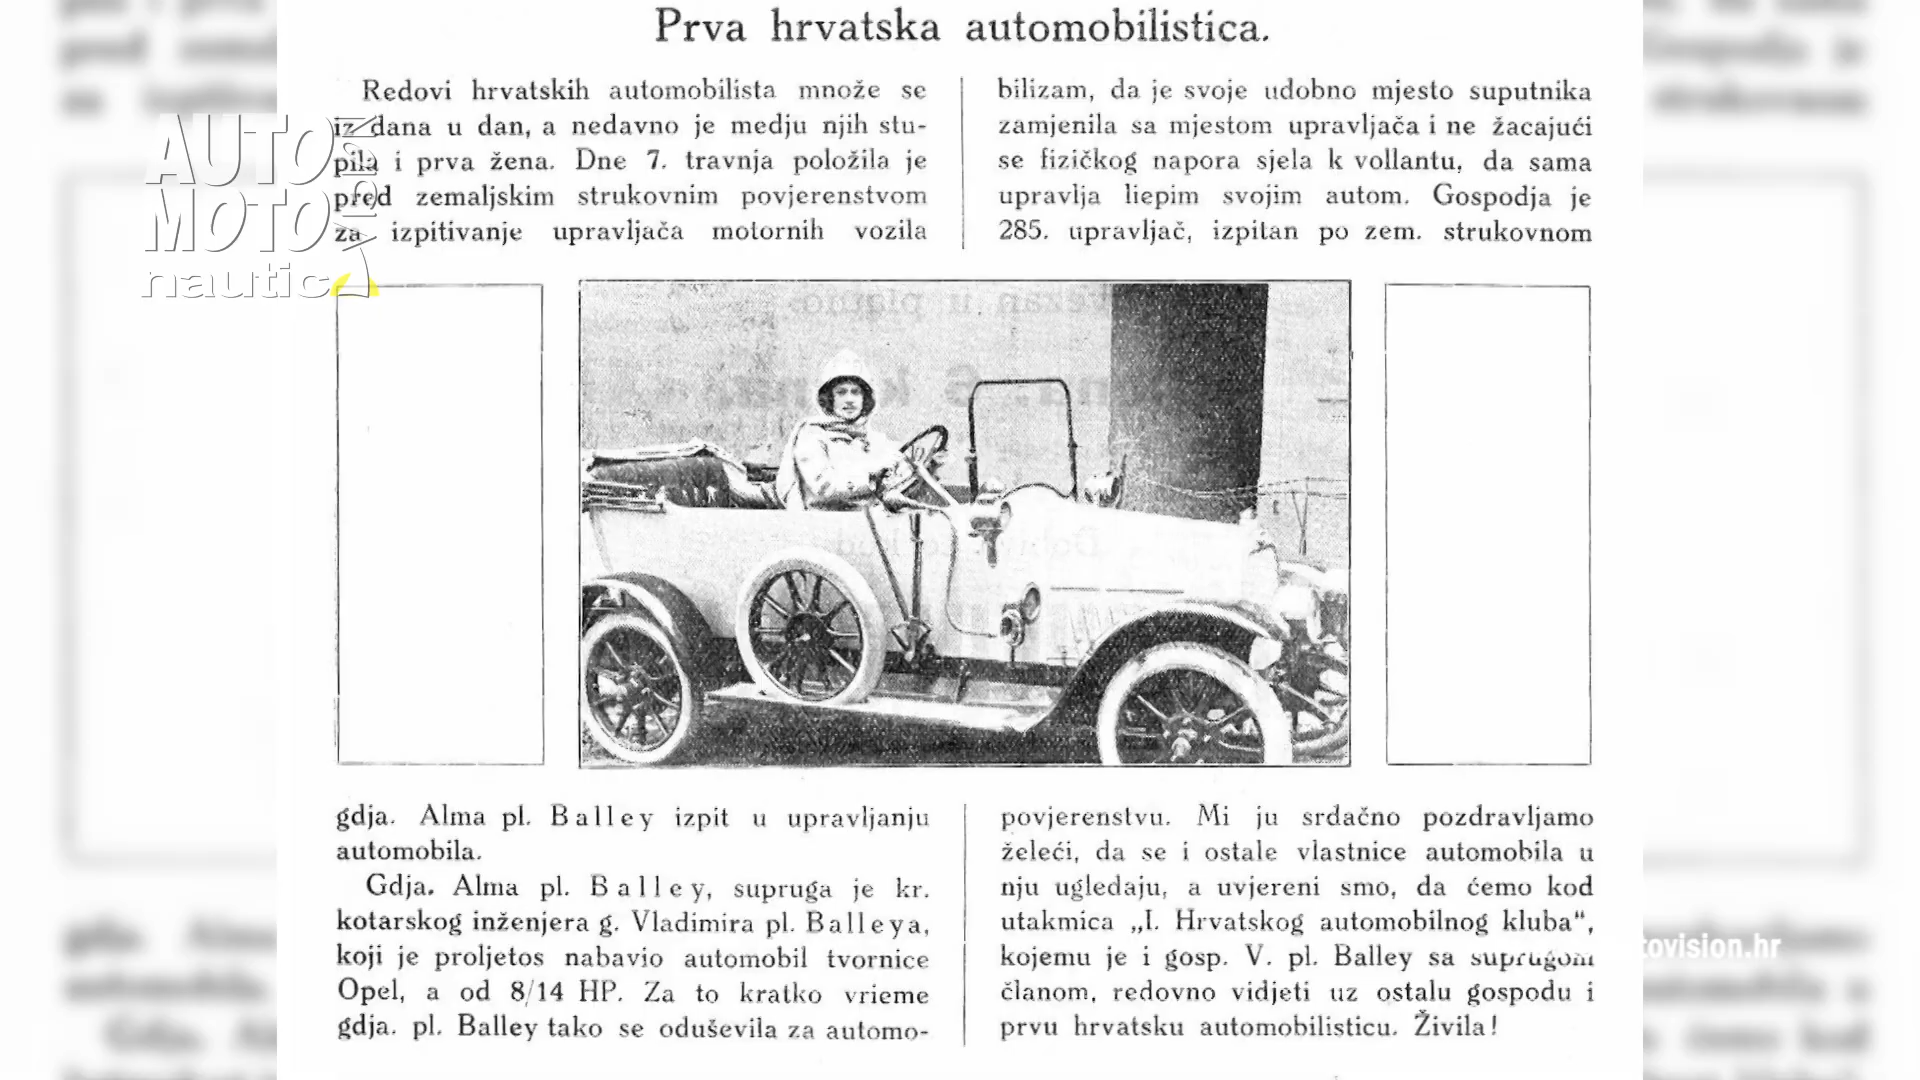 Prva hrvatska automobilistica.
Redovi hrvatskih automobilista množe se
iz dana u dan, a nedavno je medju njih stu-
pila i prva žena. Dne 7. travnja položila je
pred zemaljskim strukovnim povjerenstvom
za izpitivanje upravljača motornih vozila
gdja. Alma pl. Balley izpit u upravljanju
automobila.
Gdja. Alma pl. Balley, supruga je kr.
kotarskog inženjera g. Vladimira pl. Balleya,
koji je proljetos nabavio automobil tvornice
Opel, a od 8/14 HP. Za to kratko vrieme
gdja. pl. Balley tako se oduševila za automo-
bilizam, da je svoje udobno mjesto suputnika
zamjenila sa mjestom upravljača i ne žacajući
se fizičkog napora sjela k vollantu, da sama
upravlja liepim svojim autom. Gospodja je
285. upravljač, izpitan po zem. strukovnom
povjerenstvu. Mi ju srdačno pozdravljamo
želeći, da se i ostale vlastnice automobila u
nju ugledaju, a uvjereni smo, da ćemo kod
utakmica „I. Hrvatskog automobilnog kluba“,
kojemu je i gosp. V. pl. Balley sa suprugom
članom, redovno vidjeti uz ostalu gospodu i
prvu hrvatsku automobilisticu. Živila!
AUTO
MOTO
nautic
VISION
tovision.hr